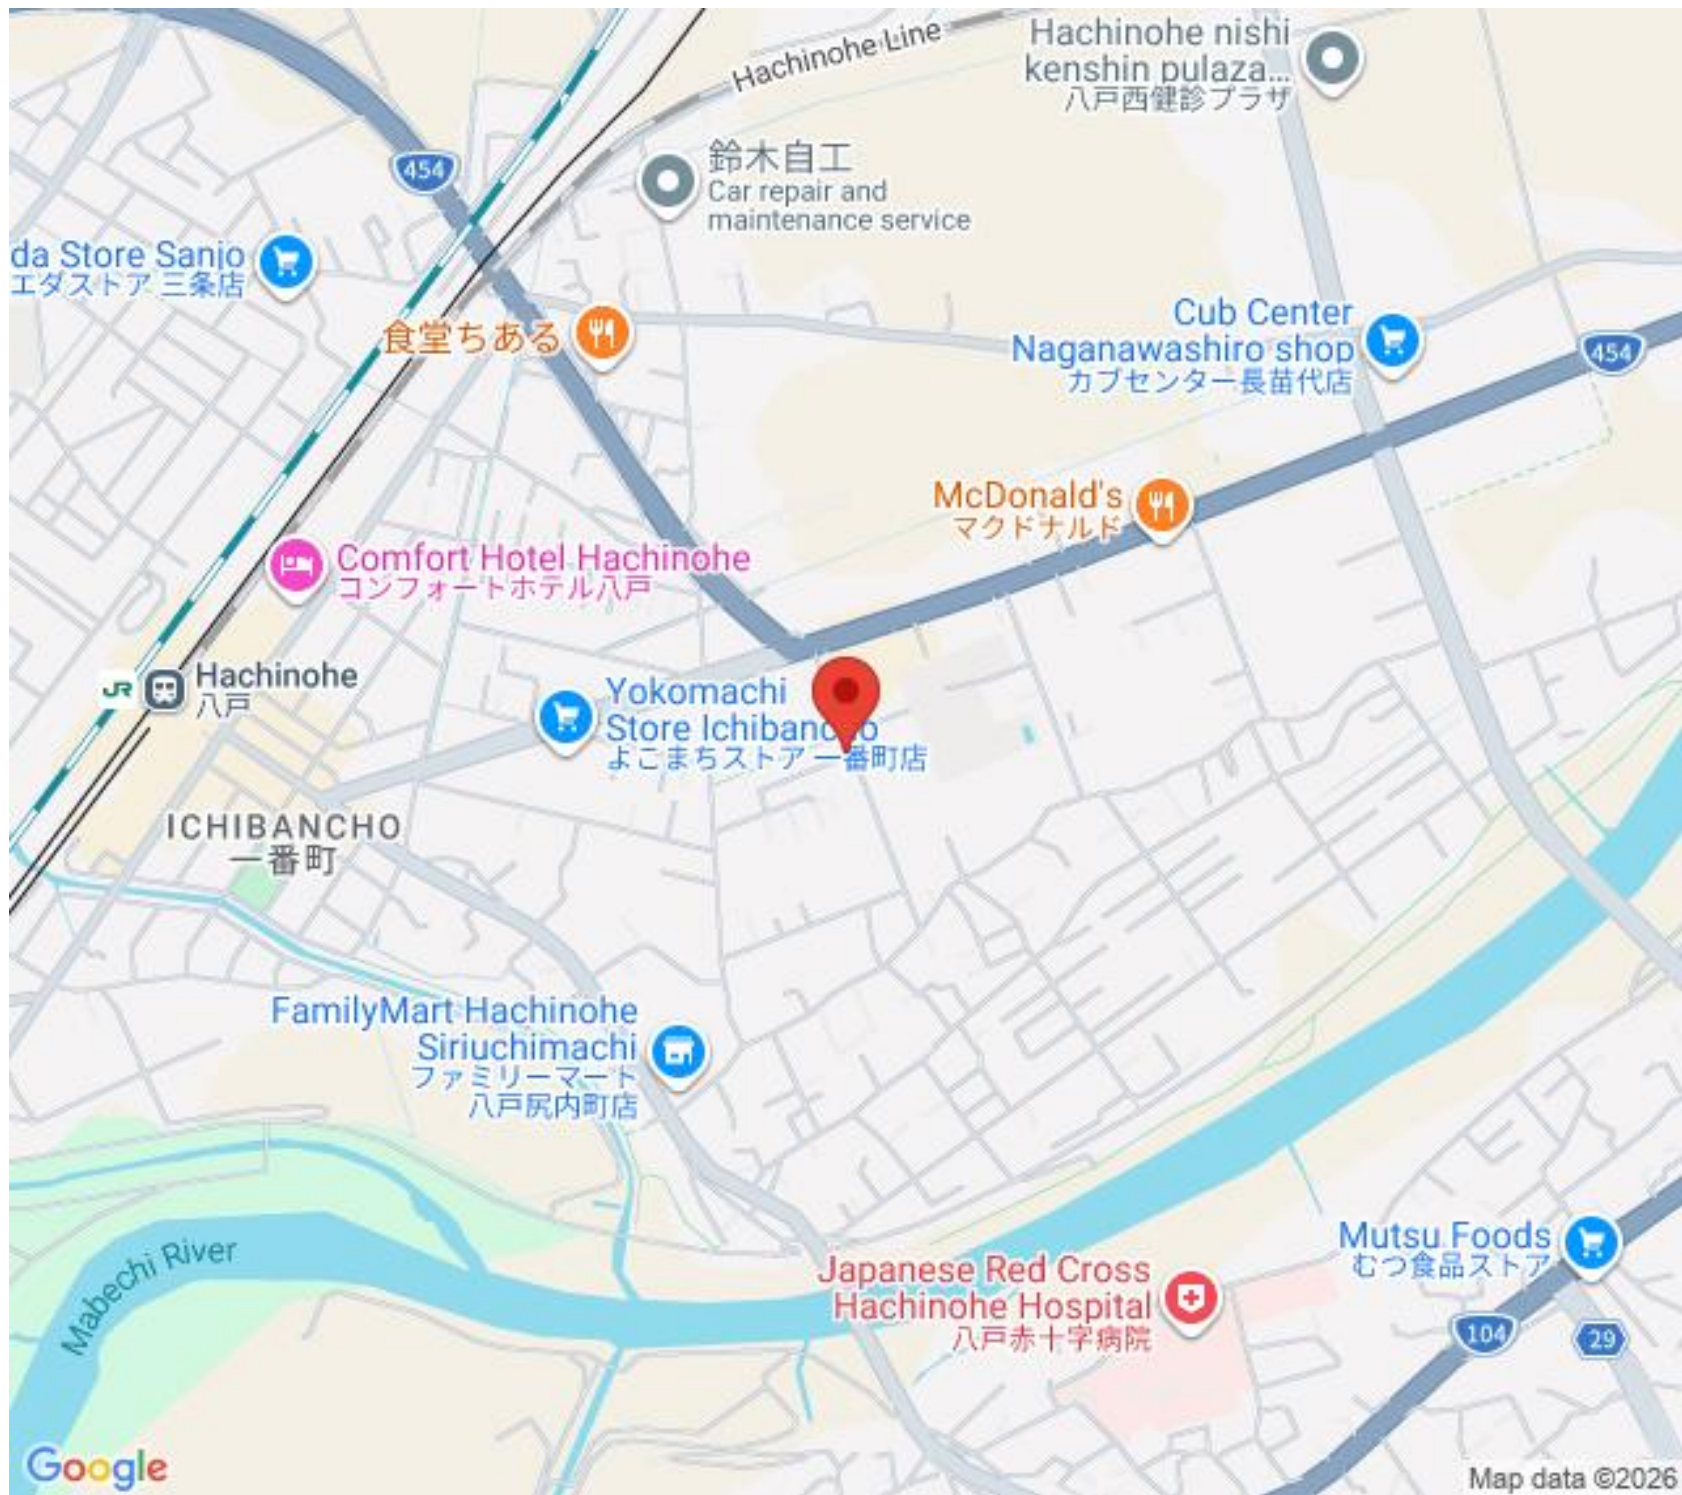 Hachinohe Line
Hachinohe nishi
kenshin pulaza...
八戸西健診プラザ
454
鈴木自工
Car repair and
maintenance service
da Store Sanjo
エダストア 三条店
食堂ちある
Cub Center
Naganawashiro shop
カブセンター長苗代店
454
McDonald's
マクドナルド
Comfort Hotel Hachinohe
コンフォートホテル八戸
JR
Hachinohe
八戸
Yokomachi
Store Ichibancho
よこまちストア 一番町店
ICHIBANCHO
一番町
FamilyMart Hachinohe
Siriuchimachi
ファミリーマート
八戸尻内町店
Mabechi River
Japanese Red Cross
Hachinohe Hospital
八戸赤十字病院
Mutsu Foods
むつ食品ストア
104
29
Google
Map data ©2026